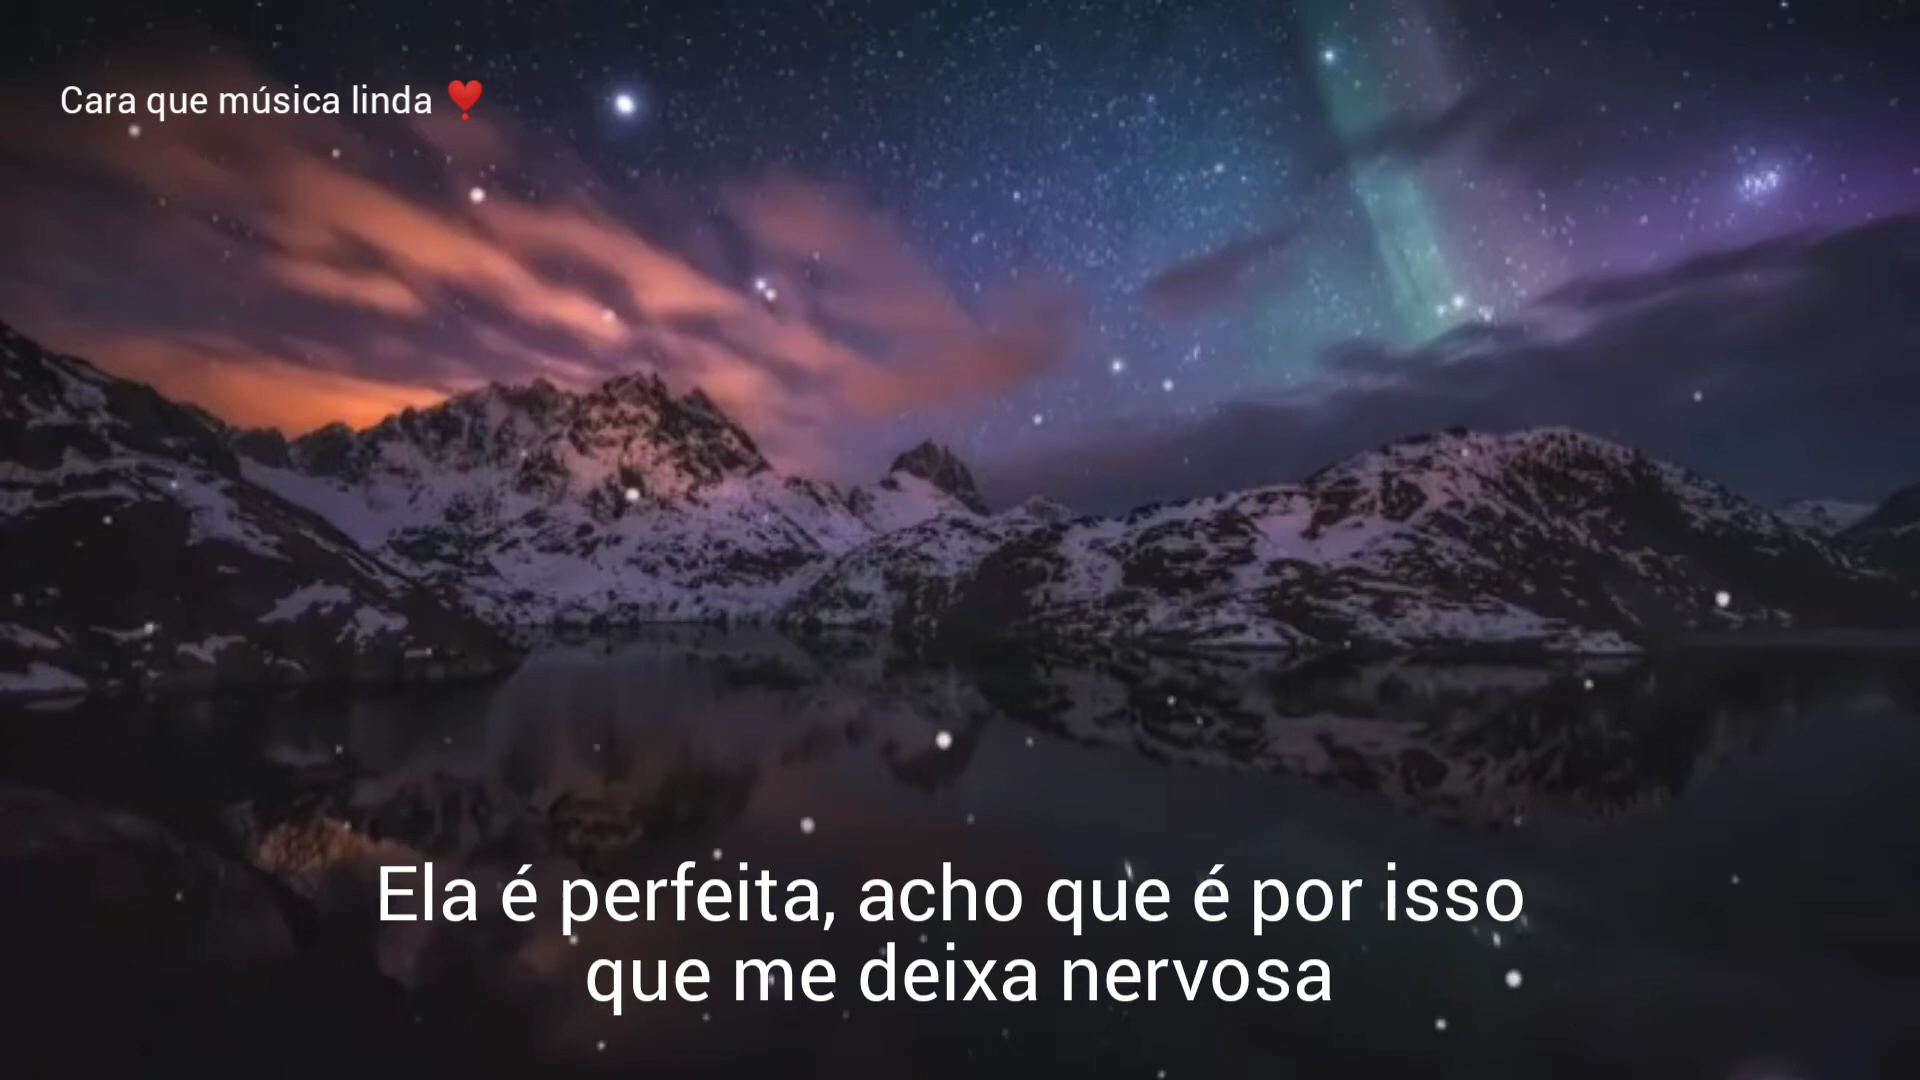 Cara que música linda ❣️
Ela é perfeita, acho que é por isso
que me deixa nervosa